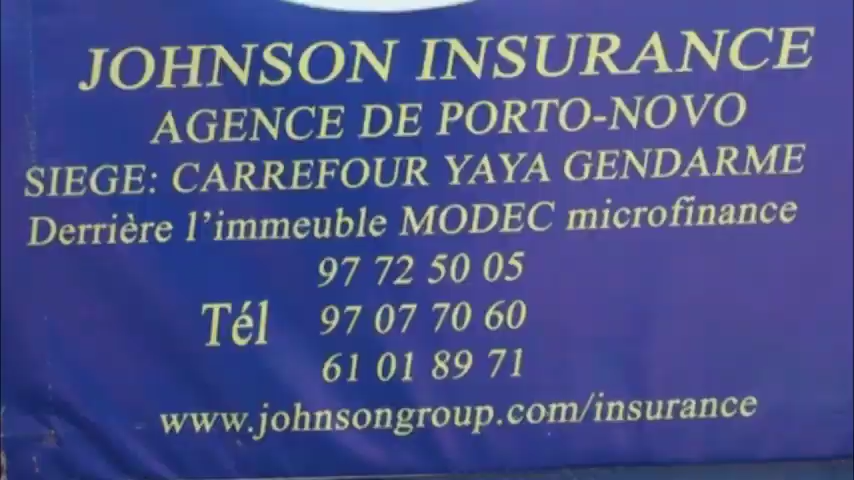 JOHNSON INSURANCE
AGENCE DE PORTO-NOVO
SIEGE: CARREFOUR YAYA GENDARME
Derrière l'immeuble MODEC microfinance
97 72 50 05
Tél 97 07 70 60
61 01 89 71
www.johnsongroup.com/insurance